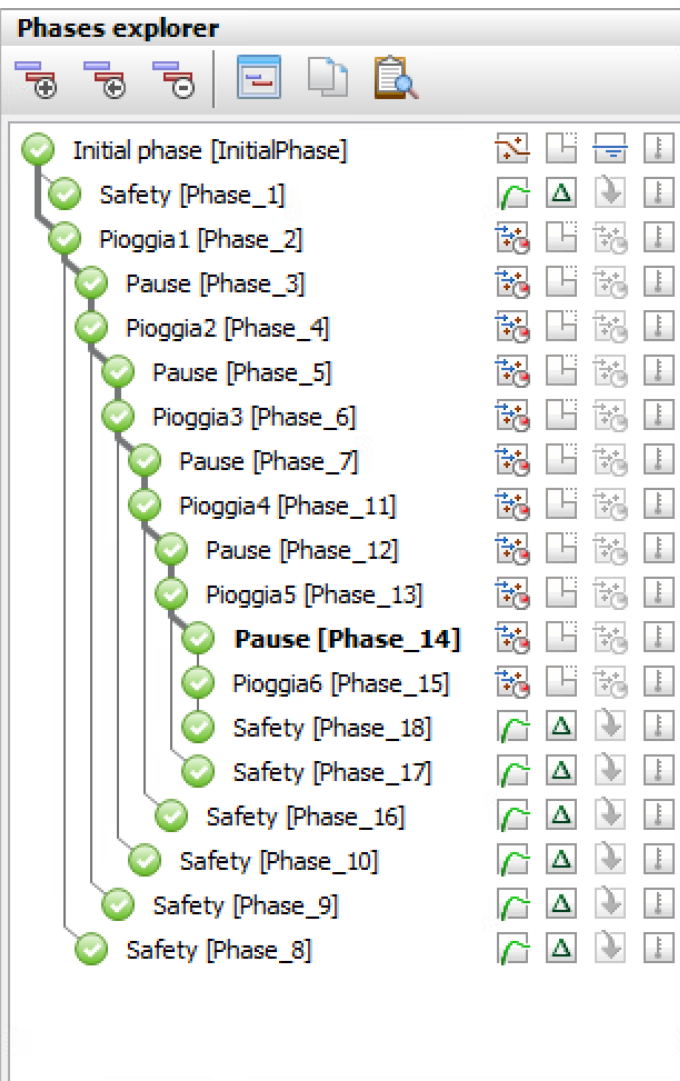 Phases explorer
Initial phase [InitialPhase]
Safety [Phase_1]
Pioggia1 [Phase_2]
Pause [Phase_3]
Pioggia2 [Phase_4]
Pause [Phase_5]
Pioggia3 [Phase_6]
Pause [Phase_7]
Pioggia4 [Phase_11]
Pause [Phase_12]
Pioggia5 [Phase_13]
Pause [Phase_14]
Pioggia6 [Phase_15]
Safety [Phase_18]
Safety [Phase_17]
Safety [Phase_16]
Safety [Phase_10]
Safety [Phase_9]
Safety [Phase_8]